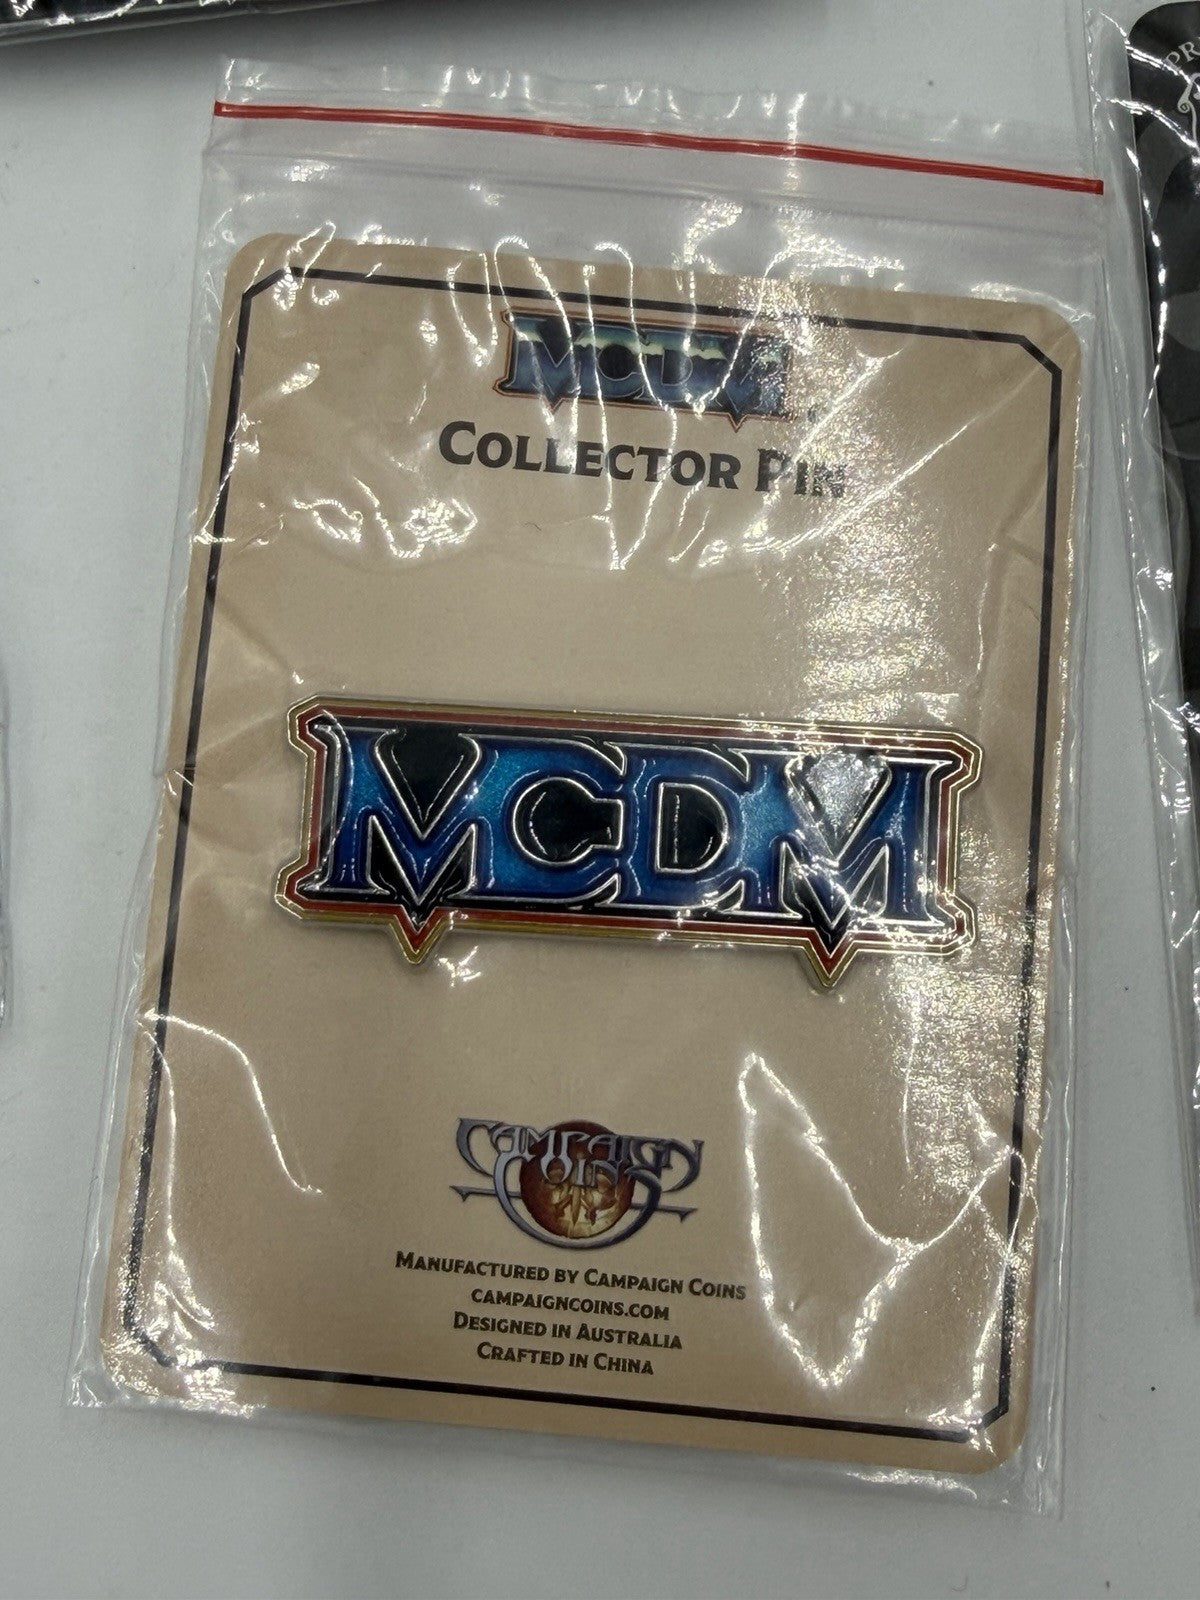 MCDM
COLLECTOR PIN
MCDM
CAMPAIGN
COINS
MANUFACTURED BY CAMPAIGN COINS
CAMPAIGNCOINS.COM
DESIGNED IN AUSTRALIA
CRAFTED IN CHINA